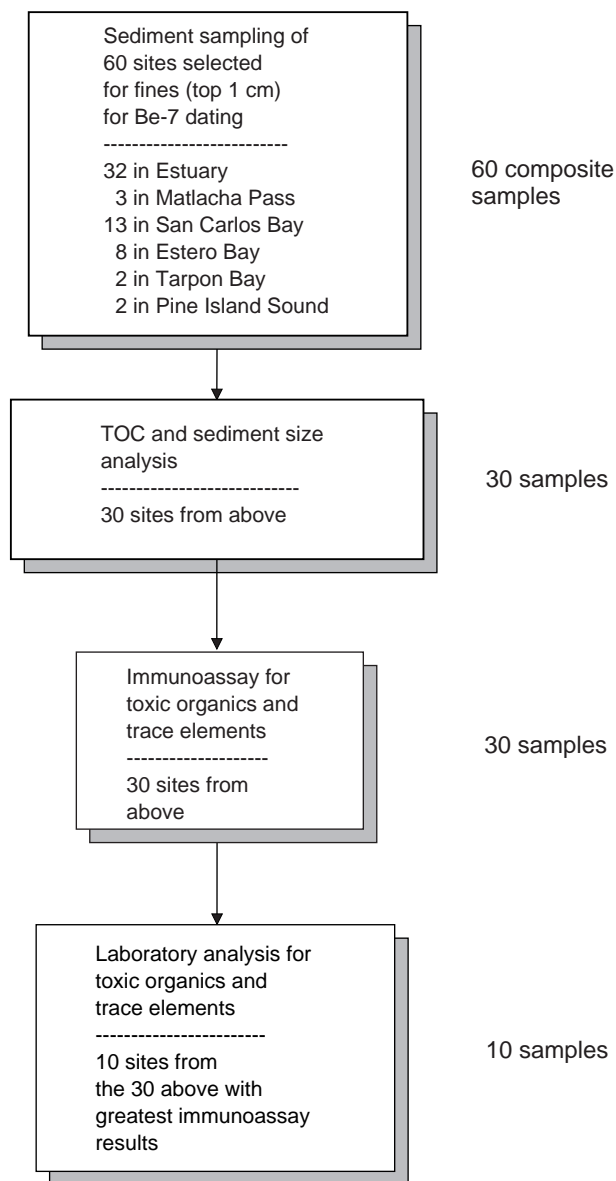 Sediment sampling of
60 sites selected
for fines (top 1 cm)
for Be-7 dating
--------------------------
32 in Estuary
3 in Matlacha Pass
13 in San Carlos Bay
8 in Estero Bay
2 in Tarpon Bay
2 in Pine Island Sound
60 composite
samples
TOC and sediment size
analysis
----------------------------
30 sites from above
30 samples
Immunoassay for
toxic organics and
trace elements
--------------------
30 sites from
above
30 samples
Laboratory analysis for
toxic organics and
trace elements
------------------------
10 sites from
the 30 above with
greatest immunoassay
results
10 samples